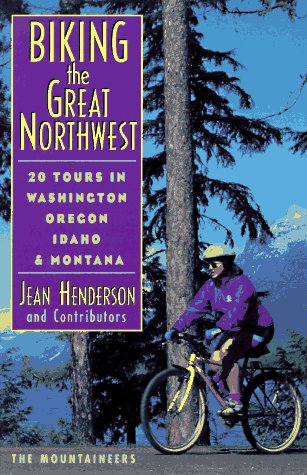 BIKING
the
GREAT
NORTHWEST
20 TOURS IN
WASHINGTON
OREGON
IDAHO
& MONTANA
JEAN HENDERSON
and Contributors
THE MOUNTAINEERS